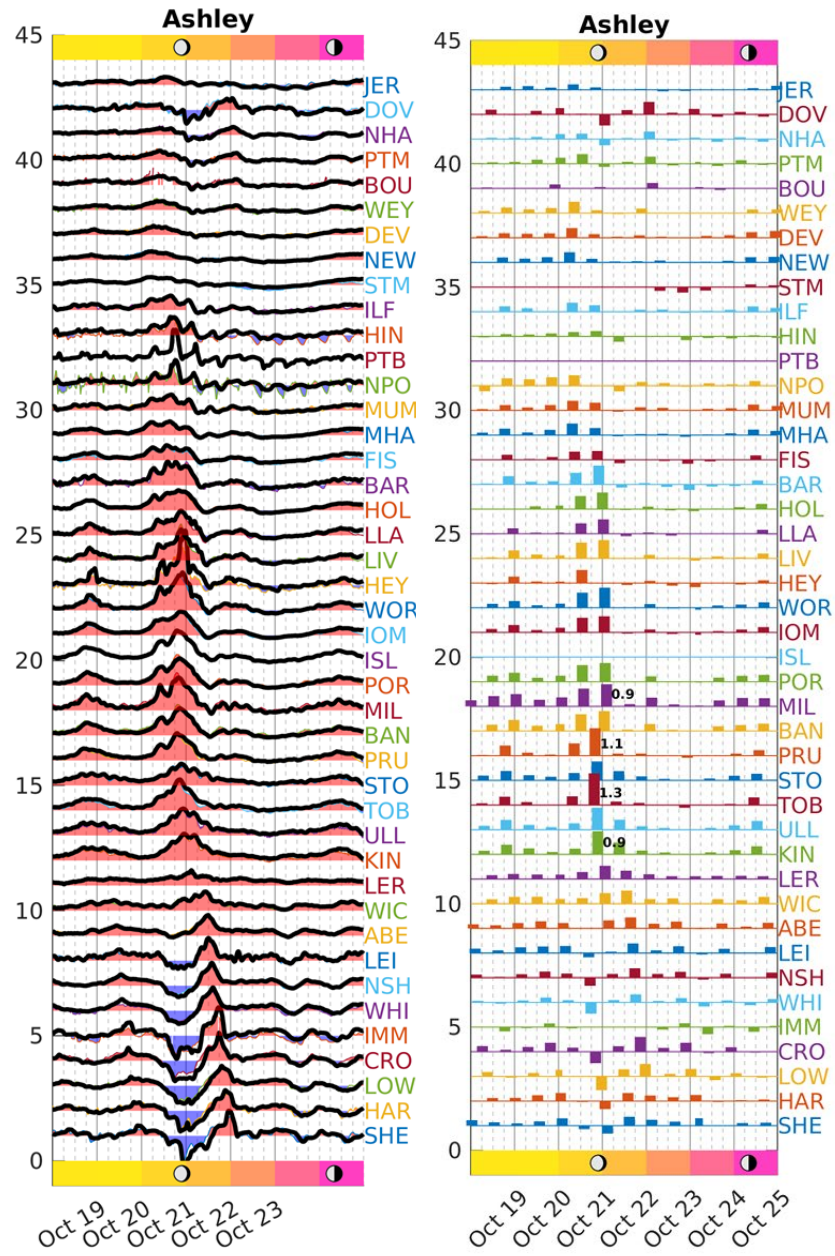 Ashley
45
JER
DOV
NHA
40
PTM
BOU
WEY
DEV
NEW
35
STM
ILF
HIN
PTB
NPO
30
MUM
MHA
FIS
BAR
HOL
25
LLA
LIV
HEY
WOR
IOM
20
ISL
POR
MIL
BAN
PRU
15
STO
TOB
ULL
KIN
LER
10
WIC
ABE
LEI
NSH
WHI
5
IMM
CRO
LOW
HAR
SHE
0
Oct 19
Oct 20
Oct 21
Oct 22
Oct 23
Ashley
45
JER
DOV
NHA
40
PTM
BOU
WEY
DEV
NEW
35
STM
ILF
HIN
PTB
NPO
30
MUM
MHA
FIS
BAR
HOL
25
LLA
LIV
HEY
WOR
IOM
20
ISL
POR
0.9
MIL
BAN
1.1
PRU
15
STO
1.3
TOB
ULL
0.9
KIN
LER
10
WIC
ABE
LEI
NSH
WHI
5
IMM
CRO
LOW
HAR
SHE
0
Oct 19
Oct 20
Oct 21
Oct 22
Oct 23
Oct 24
Oct 25